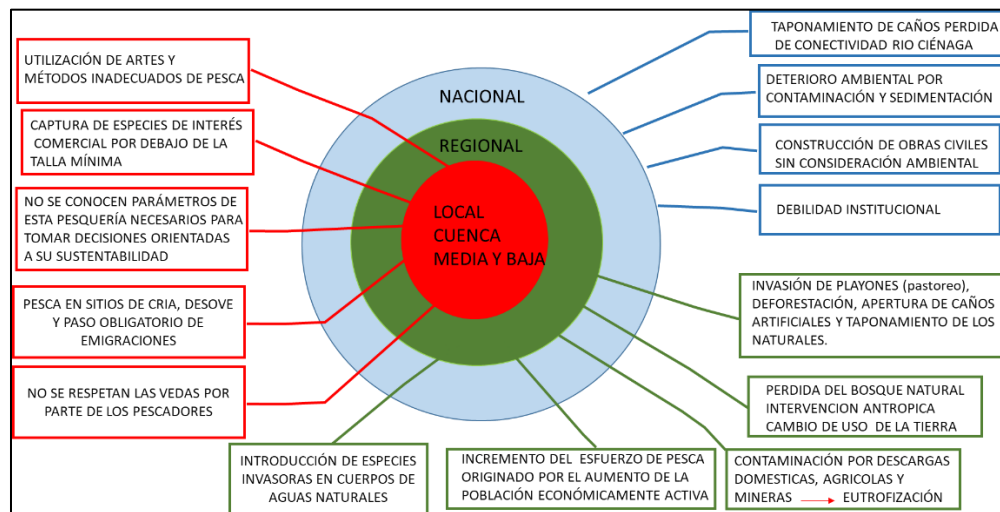 UTILIZACIÓN DE ARTES Y
MÉTODOS INADECUADOS DE PESCA
CAPTURA DE ESPECIES DE INTERÉS
COMERCIAL POR DEBAJO DE LA
TALLA MÍNIMA
NO SE CONOCEN PARÁMETROS DE
ESTA PESQUERÍA NECESARIOS PARA
TOMAR DECISIONES ORIENTADAS
A SU SUSTENTABILIDAD
PESCA EN SITIOS DE CRIA, DESOVE
Y PASO OBLIGATORIO DE
EMIGRACIONES
NO SE RESPETAN LAS VEDAS POR
PARTE DE LOS PESCADORES
NACIONAL
REGIONAL
LOCAL
CUENCA
MEDIA Y BAJA
TAPONAMIENTO DE CAÑOS PERDIDA
DE CONECTIVIDAD RIO CIÉNAGA
DETERIORO AMBIENTAL POR
CONTAMINACIÓN Y SEDIMENTACIÓN
CONSTRUCCIÓN DE OBRAS CIVILES
SIN CONSIDERACIÓN AMBIENTAL
DEBILIDAD INSTITUCIONAL
INVASIÓN DE PLAYONES (pastoreo),
DEFORESTACIÓN, APERTURA DE CAÑOS
ARTIFICIALES Y TAPONAMIENTO DE LOS
NATURALES.
PERDIDA DEL BOSQUE NATURAL
INTERVENCION ANTROPICA
CAMBIO DE USO DE LA TIERRA
INTRODUCCIÓN DE ESPECIES
INVASORAS EN CUERPOS DE
AGUAS NATURALES
INCREMENTO DEL ESFUERZO DE PESCA
ORIGINADO POR EL AUMENTO DE LA
POBLACIÓN ECONÓMICAMENTE ACTIVA
CONTAMINACIÓN POR DESCARGAS
DOMESTICAS, AGRICOLAS Y
MINERAS → EUTROFIZACIÓN